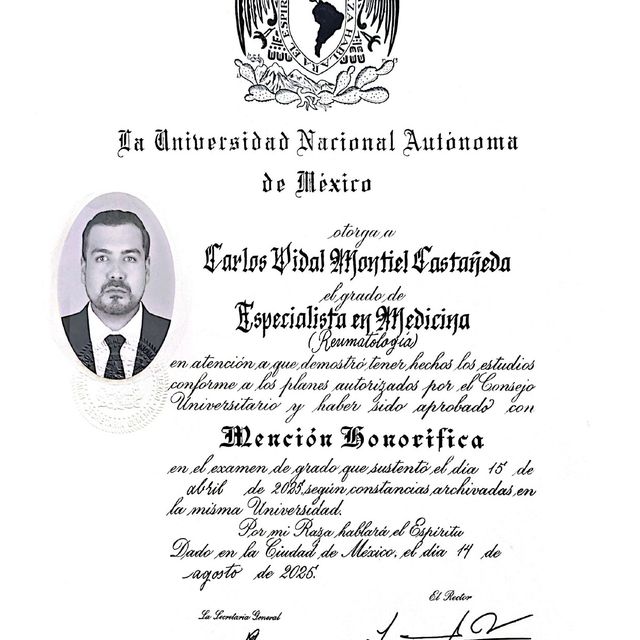 EL ESPIR
ZA HABLARA
La Universidad Nacional Autónoma
de México
otorga a
Carlos Vidal Montiel Castañeda
el grado de
Especialista en Medicina
(Reumatología)
en atención a que demostró tener hechos los estudios
conforme a los planes autorizados por el Consejo
Universitario y haber sido aprobado con
Mención Honorífica
en el examen de grado que sustentó el día 15 de
abril de 2025, según constancias archivadas en
la misma Universidad.
Por mi Raza hablará el Espíritu
Dado en la Ciudad de México, el día 14 de
agosto de 2025.
El Rector
La Secretaria General